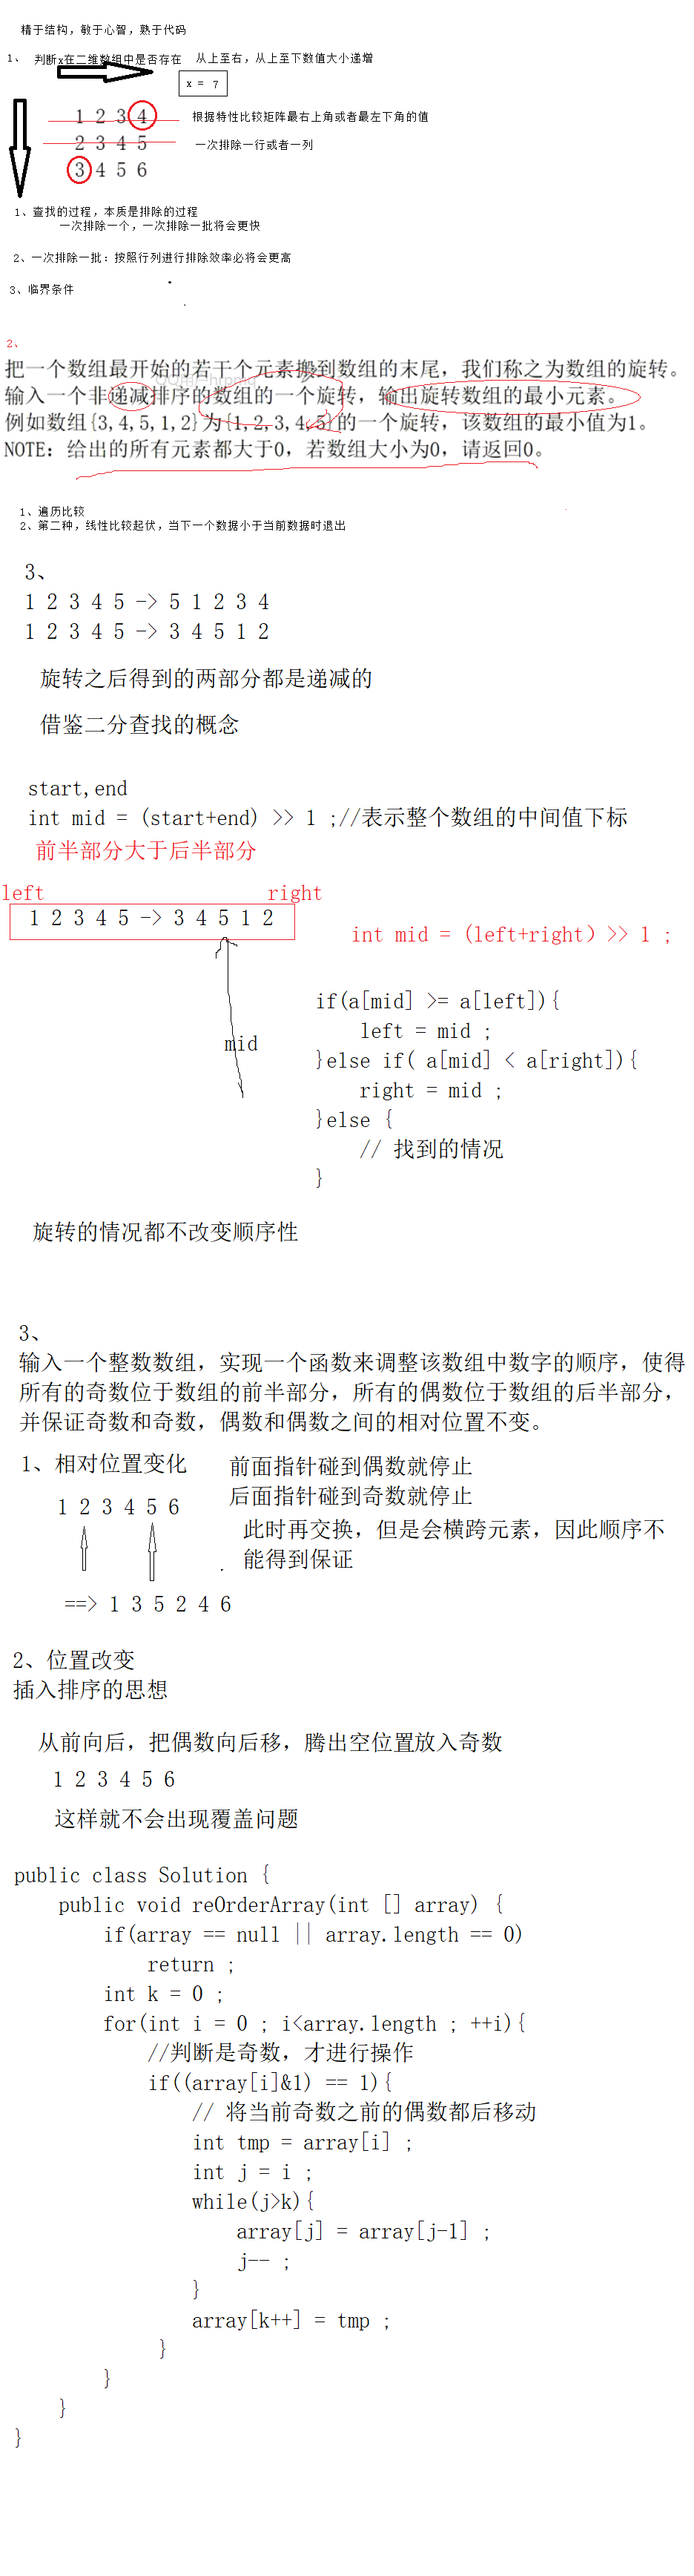 精于结构，敏于心智，熟于代码
1、 判断x在二维数组中是否存在 从上至右，从上至下数值大小递增
x = 7
1 2 3 4 根据特性比较矩阵最右上角或者最左下角的值
2 3 4 5 一次排除一行或者一列
3 4 5 6
1、查找的过程，本质是排除的过程
一次排除一个，一次排除一批将会更快
2、一次排除一批：按照行列进行排除效率必将会更高
3、临界条件
2、
把一个数组最开始的若干个元素搬到数组的末尾，我们称之为数组的旋转。
输入一个非递减排序的数组的一个旋转，输出旋转数组的最小元素。
例如数组{3,4,5,1,2}为{1,2,3,4,5}的一个旋转，该数组的最小值为1。
NOTE：给出的所有元素都大于0，若数组大小为0，请返回0。
1、遍历比较
2、第二种，线性比较起伏，当下一个数据小于当前数据时退出
3、
1 2 3 4 5 -> 5 1 2 3 4
1 2 3 4 5 -> 3 4 5 1 2
旋转之后得到的两部分都是递减的
借鉴二分查找的概念
start,end
int mid = (start+end) >> 1 ;//表示整个数组的中间值下标
前半部分大于后半部分
left right
1 2 3 4 5 -> 3 4 5 1 2
int mid = (left+right) >> 1 ;
if(a[mid] >= a[left]){
left = mid ;
mid
}else if( a[mid] < a[right]){
right = mid ;
}else {
// 找到的情况
}
旋转的情况都不改变顺序性
3、
输入一个整数数组，实现一个函数来调整该数组中数字的顺序，使得
所有的奇数位于数组的前半部分，所有的偶数位于数组的后半部分，
并保证奇数和奇数，偶数和偶数之间的相对位置不变。
1、相对位置变化 前面指针碰到偶数就停止
后面指针碰到奇数就停止
1 2 3 4 5 6
此时再交换，但是会横跨元素，因此顺序不
能得到保证
==> 1 3 5 2 4 6
2、位置改变
插入排序的思想
从前向后，把偶数向后移，腾出空位置放入奇数
1 2 3 4 5 6
这样就不会出现覆盖问题
public class Solution {
public void reOrderArray(int [] array) {
if(array == null || array.length == 0)
return ;
int k = 0 ;
for(int i = 0 ; i<array.length ; ++i){
//判断是奇数，才进行操作
if((array[i]&1) == 1){
// 将当前奇数之前的偶数都后移动
int tmp = array[i] ;
int j = i ;
while(j>k){
array[j] = array[j-1] ;
j-- ;
}
array[k++] = tmp ;
}
}
}
}